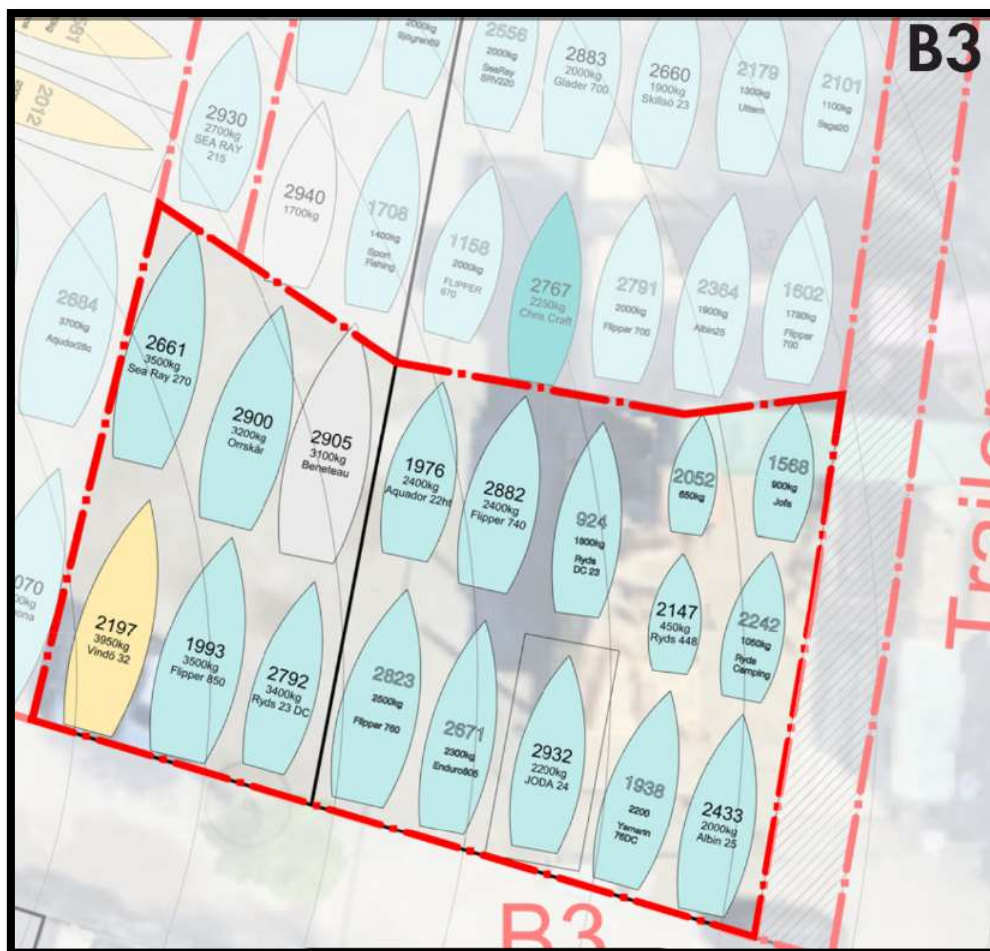 B3
2930
2700kg
SEA RAY
215
2000kg
Sjögren69
2556
2000kg
SeaRay
SRV220
2883
2000kg
Glader 700
2660
1900kg
Skilsö 23
2179
1300kg
Uttern
2101
1100kg
Saga20
2012
2940
1700kg
1708
1400kg
Sport
Fishing
1158
2000kg
FLIPPER
670
2767
2250kg
Chris Craft
2791
2000kg
Flipper 700
2364
1900kg
Albin25
1602
1780kg
Flipper
700
2684
3700kg
Aquador28c
2661
3500kg
Sea Ray 270
2900
3200kg
Orrskär
2905
3100kg
Beneteau
1976
2400kg
Aquador 22ht
2882
2400kg
Flipper 740
924
1800kg
Ryds
DC 23
2052
650kg
1568
900kg
Jofa
2197
3950kg
Vindö 32
1993
3500kg
Flipper 850
2792
3400kg
Ryds 23 DC
2823
2500kg
Flipper 760
2671
2300kg
Enduro805
2932
2200kg
JODA 24
2147
450kg
Ryds 448
2242
1050kg
Ryds
Camping
1938
2200
Yamarin
76DC
2433
2000kg
Albin 25
Trailer
B3